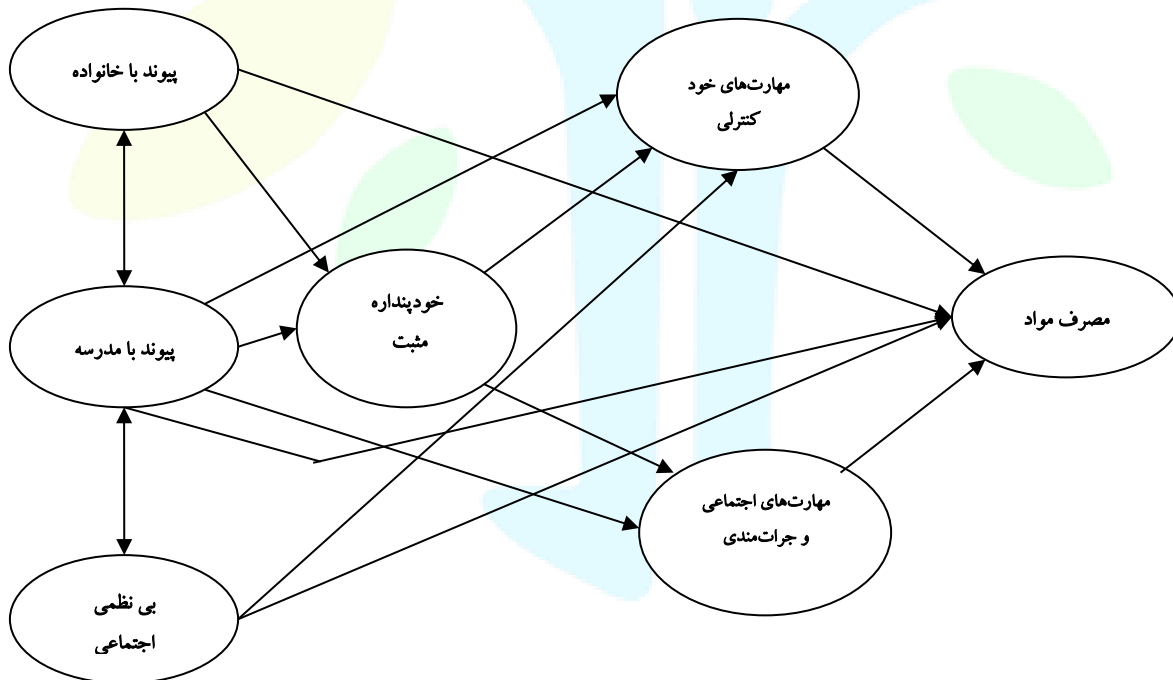 پیوند با خانواده
مهارت‌های خود
کنترلی
خودپنداره
مثبت
مصرف مواد
پیوند با مدرسه
مهارت‌های اجتماعی
و جرات‌مندی
بی نظمی
اجتماعی